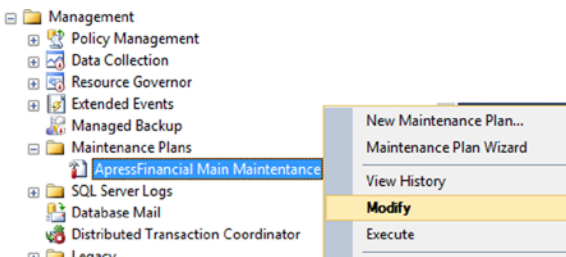 Management
Policy Management
Data Collection
Resource Governor
Extended Events
Managed Backup
Maintenance Plans
ApressFinancial Main Maintentance
SQL Server Logs
Database Mail
Distributed Transaction Coordinator
Legacy
New Maintenance Plan...
Maintenance Plan Wizard
View History
Modify
Execute